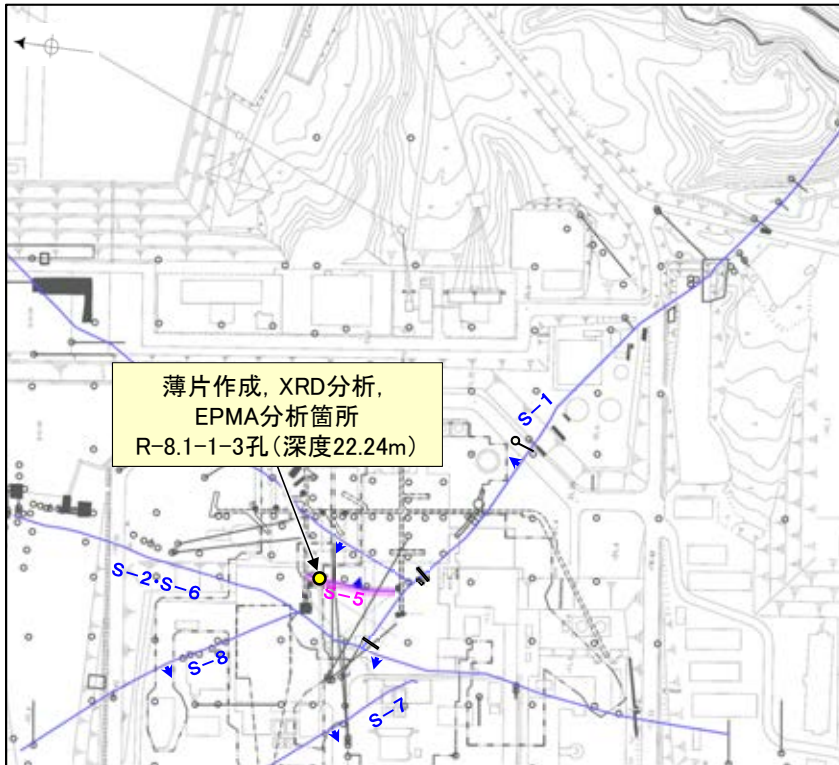 薄片作成, XRD分析,
EPMA分析箇所
R-8.1-1-3孔(深度22.24m)
S-1
S-2・S-6
S-5
S-8
S-7